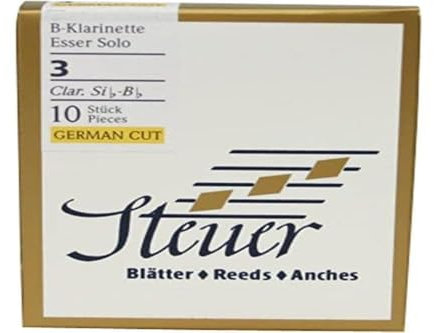 B-Klarinette
Esser Solo
3
Clar. Si♭-B♭
10 Stück
Pieces
GERMAN CUT
Steuer
Blätter ♦ Reeds ♦ Anches